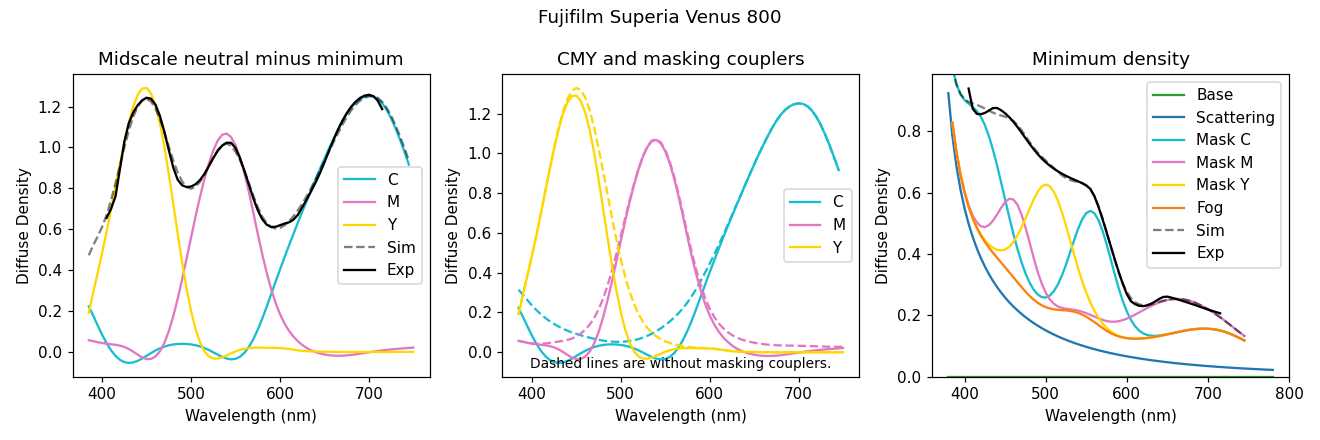 Fujifilm Superia Venus 800
Midscale neutral minus minimum
Diffuse Density
1.2
1.0
0.8
0.6
0.4
0.2
0.0
C
M
Y
Sim
Exp
400
500
600
700
Wavelength (nm)
CMY and masking couplers
Diffuse Density
1.2
1.0
0.8
0.6
0.4
0.2
0.0
C
M
Y
Dashed lines are without masking couplers.
400
500
600
700
Wavelength (nm)
Minimum density
Diffuse Density
0.8
0.6
0.4
0.2
0.0
Base
Scattering
Mask C
Mask M
Mask Y
Fog
Sim
Exp
400
500
600
700
800
Wavelength (nm)